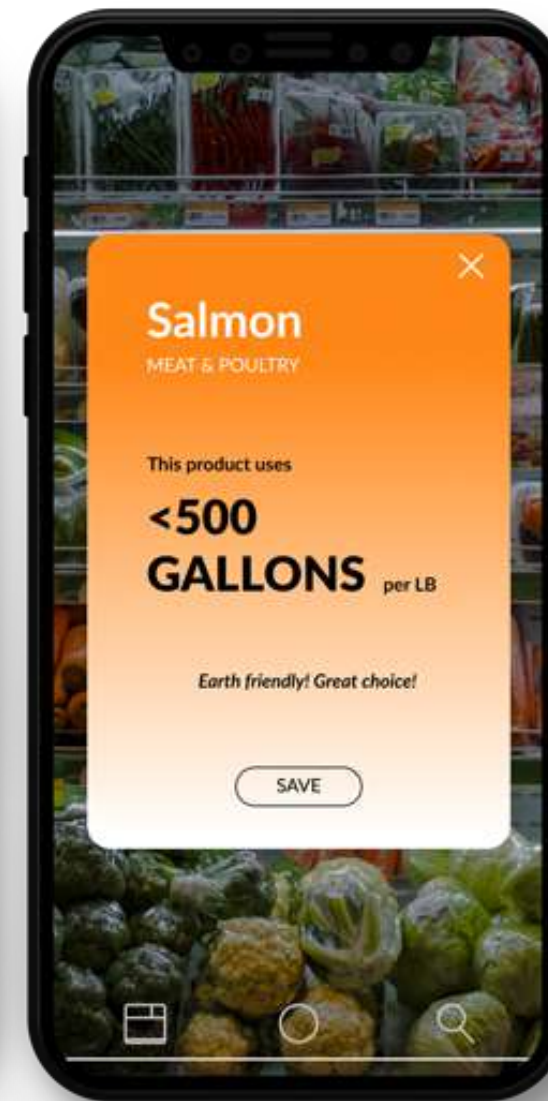 Salmon
MEAT & POULTRY
This product uses
<500
GALLONS per LB
Earth friendly! Great choice!
SAVE